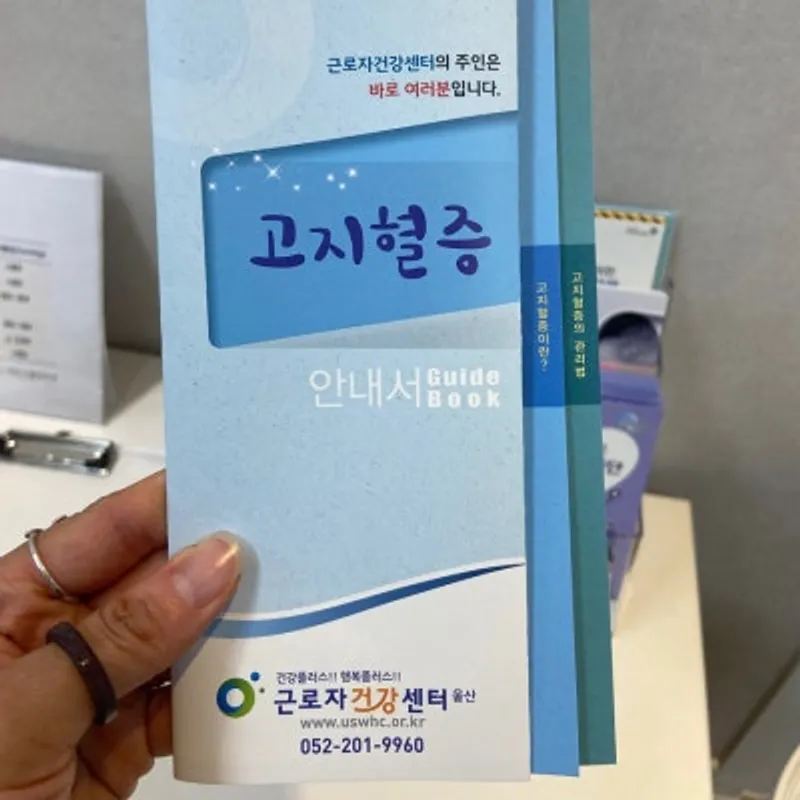 근로자건강센터의 주인은
바로 여러분입니다.
고지혈증
안내서 Guide Book
고지혈증이란?
고지혈증의 관리법
건강플러스!! 행복플러스!!
근로자건강센터 울산
www.uswhc.or.kr
052-201-9960